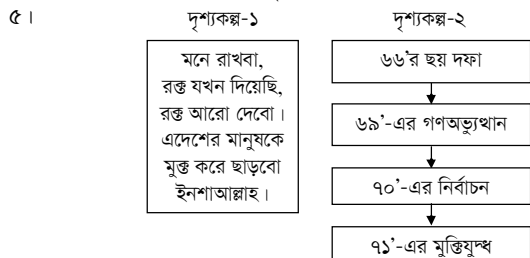 ৫। দৃশ্যকল্প-১ দৃশ্যকল্প-২
মনে রাখবা,
রক্ত যখন দিয়েছি,
রক্ত আরো দেবো।
এদেশের মানুষকে
মুক্ত করে ছাড়বো
ইনশাআল্লাহ।
৬৬'র ছয় দফা
৬৯'-এর গণঅভ্যুত্থান
৭০'-এর নির্বাচন
৭১'-এর মুক্তিযুদ্ধ